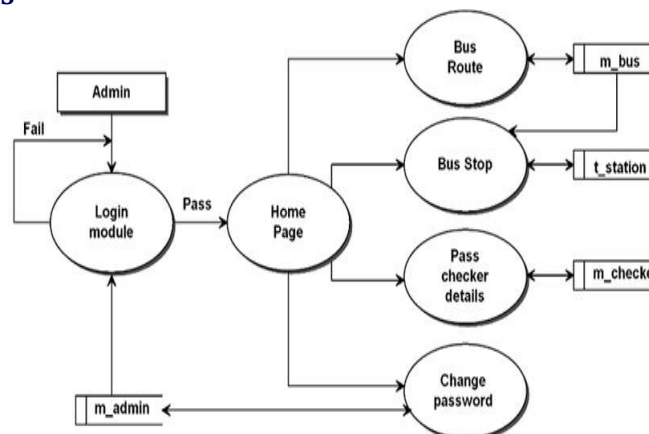 Bus
Route
m_bus
Admin
Fail
Bus Stop
t_station
Login
module
Pass
Home
Page
Pass
checker
details
m_checke
Change
password
m_admin